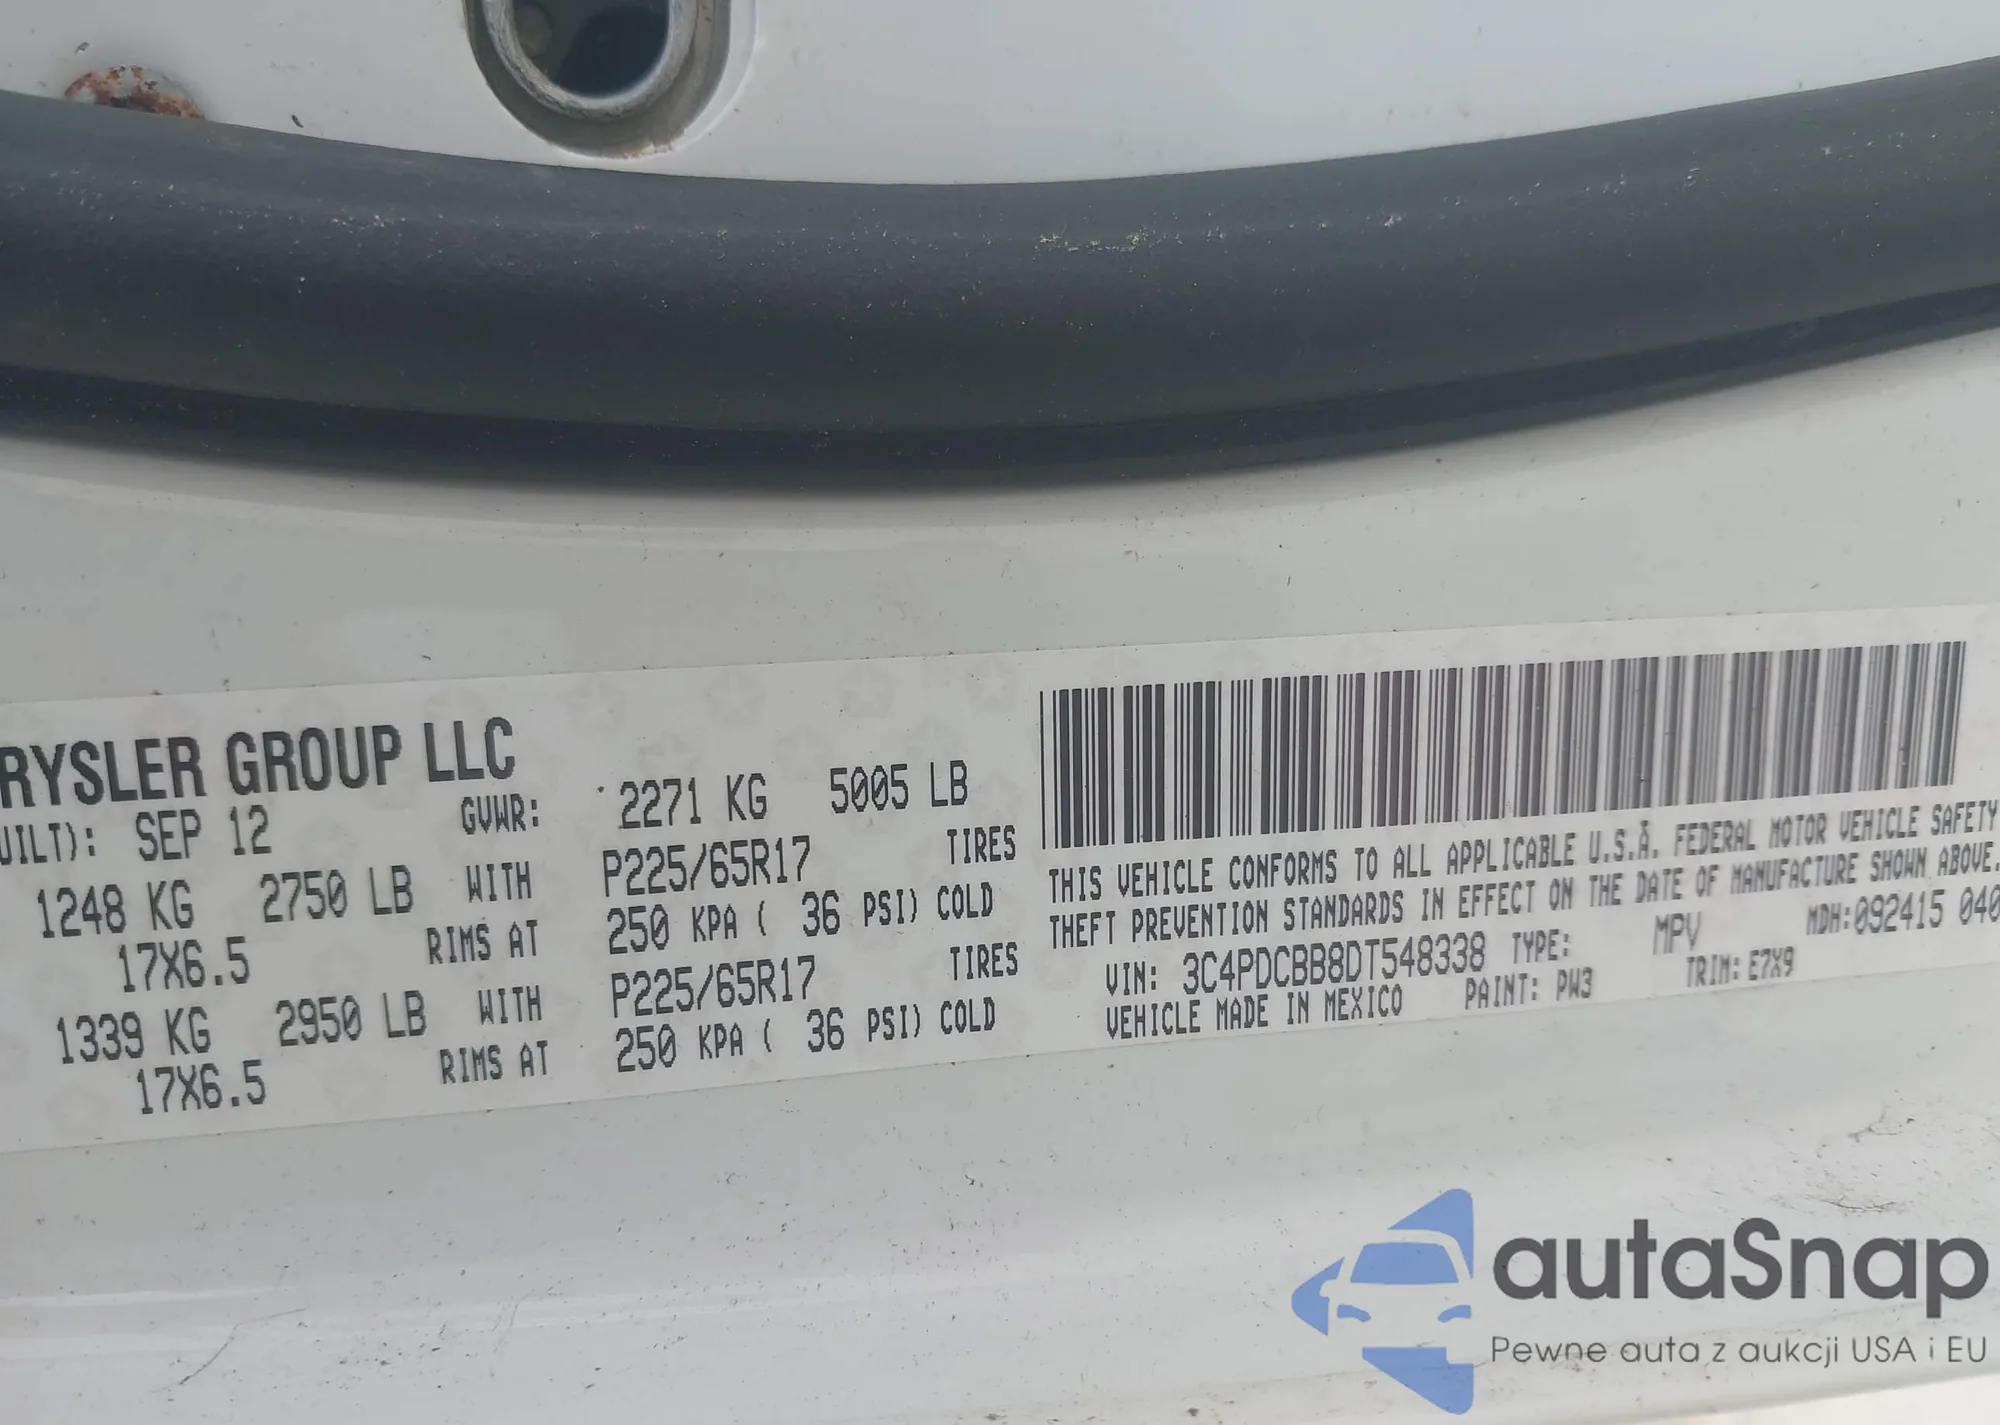 RYSLER GROUP LLC
UILT): SEP 12 GVWR: 2271 KG 5005 LB
1248 KG 2750 LB WITH P225/65R17 TIRES
17X6.5 RIMS AT 250 KPA ( 36 PSI) COLD
1339 KG 2950 LB WITH P225/65R17 TIRES
17X6.5 RIMS AT 250 KPA ( 36 PSI) COLD
THIS VEHICLE CONFORMS TO ALL APPLICABLE U.S.A. FEDERAL MOTOR VEHICLE SAFETY
THEFT PREVENTION STANDARDS IN EFFECT ON THE DATE OF MANUFACTURE SHOWN ABOVE.
VIN: 3C4PDCBB8DT548338 TYPE: MPV MDH:092415 040
VEHICLE MADE IN MEXICO PAINT: PW3 TRIM: E7X9
autaSnap
Pewne auta z aukcji USA i EU